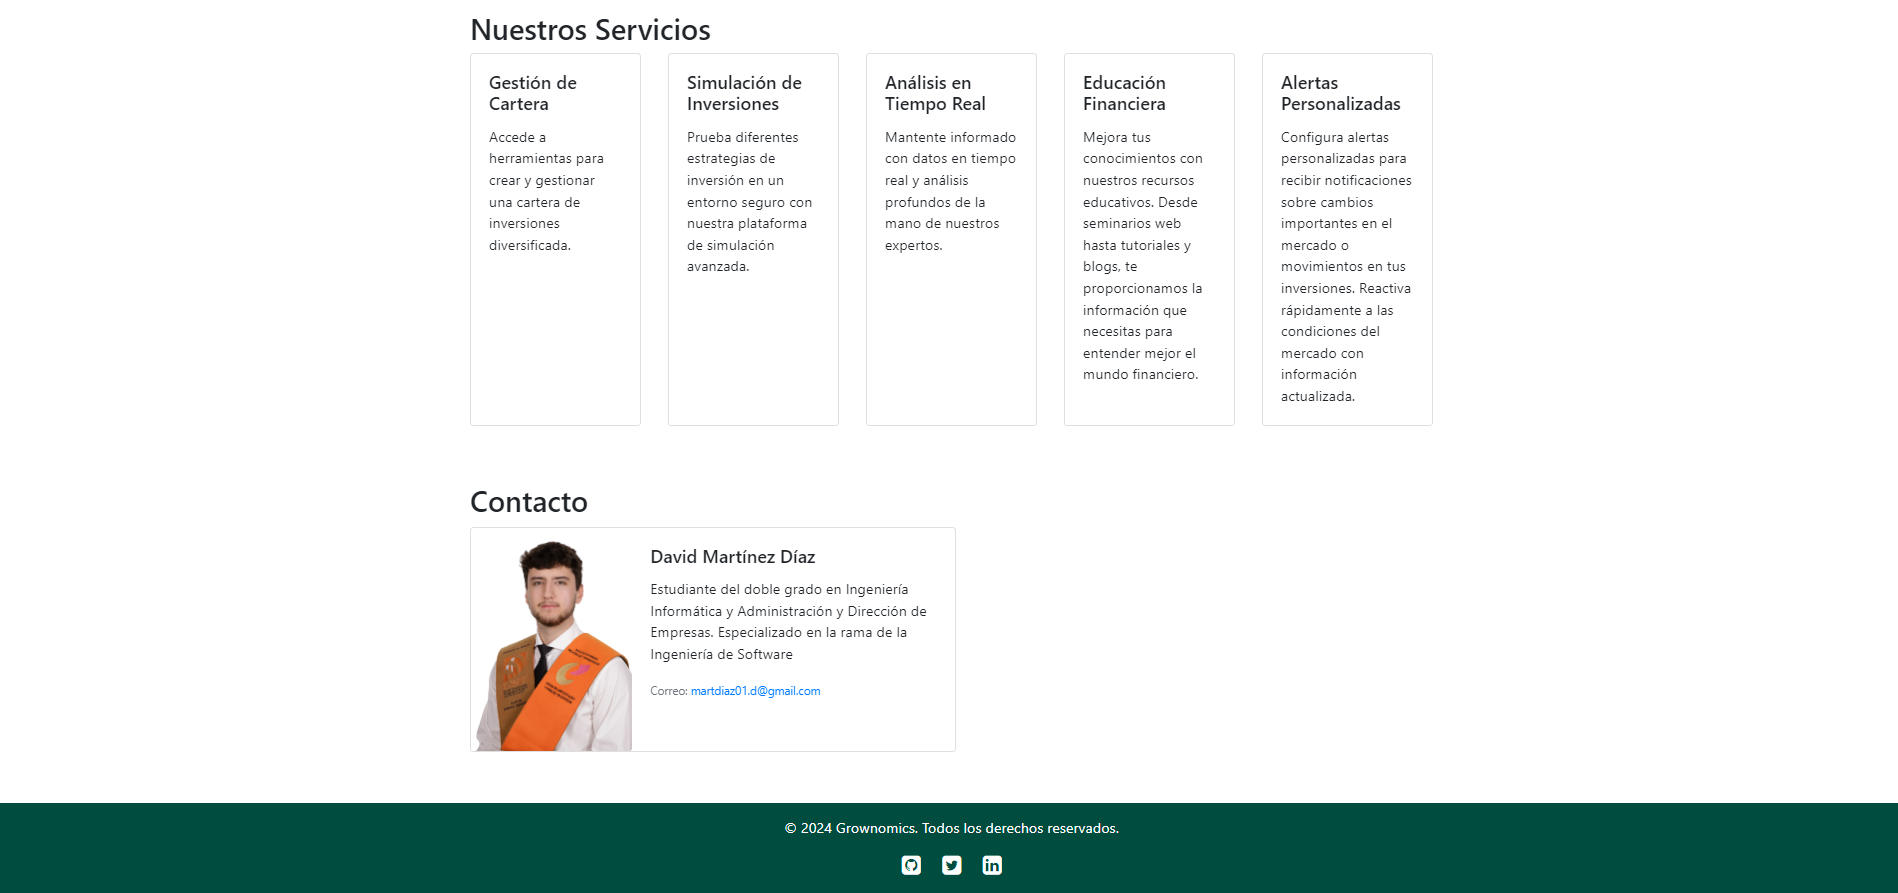 Nuestros Servicios
Gestión de
Cartera
Accede a
herramientas para
crear y gestionar
una cartera de
inversiones
diversificada.
Simulación de
Inversiones
Prueba diferentes
estrategias de
inversión en un
entorno seguro con
nuestra plataforma
de simulación
avanzada.
Análisis en
Tiempo Real
Mantente informado
con datos en tiempo
real y análisis
profundos de la
mano de nuestros
expertos.
Educación
Financiera
Mejora tus
conocimientos con
nuestros recursos
educativos. Desde
seminarios web
hasta tutoriales y
blogs, te
proporcionamos la
información que
necesitas para
entender mejor el
mundo financiero.
Alertas
Personalizadas
Configura alertas
personalizadas para
recibir notificaciones
sobre cambios
importantes en el
mercado o
movimientos en tus
inversiones. Reactiva
rápidamente a las
condiciones del
mercado con
información
actualizada.
Contacto
David Martínez Díaz
Estudiante del doble grado en Ingeniería
Informática y Administración y Dirección de
Empresas. Especializado en la rama de la
Ingeniería de Software
Correo: martdiaz01.d@gmail.com
© 2024 Grownomics. Todos los derechos reservados.
in